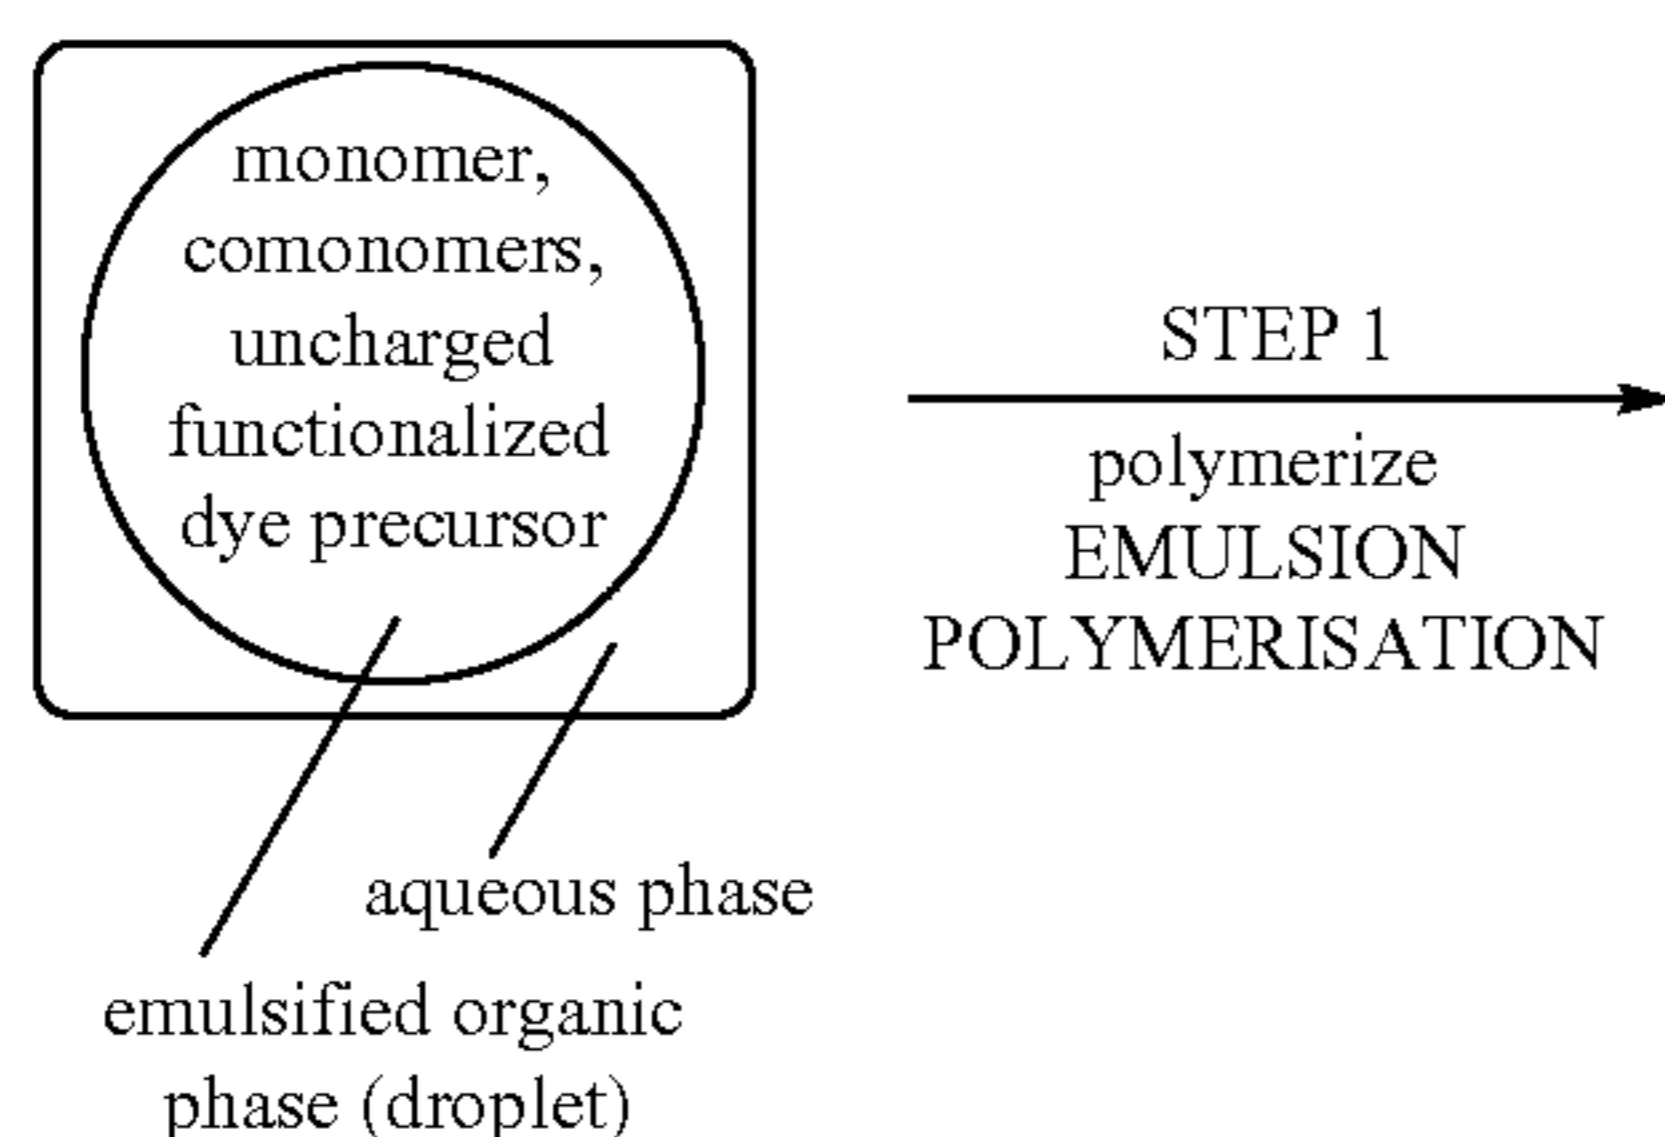 monomer,
comonomers,
uncharged
functionalized
dye precursor
STEP 1
polymerize
EMULSION
POLYMERISATION
aqueous phase
emulsified organic
phase (droplet)